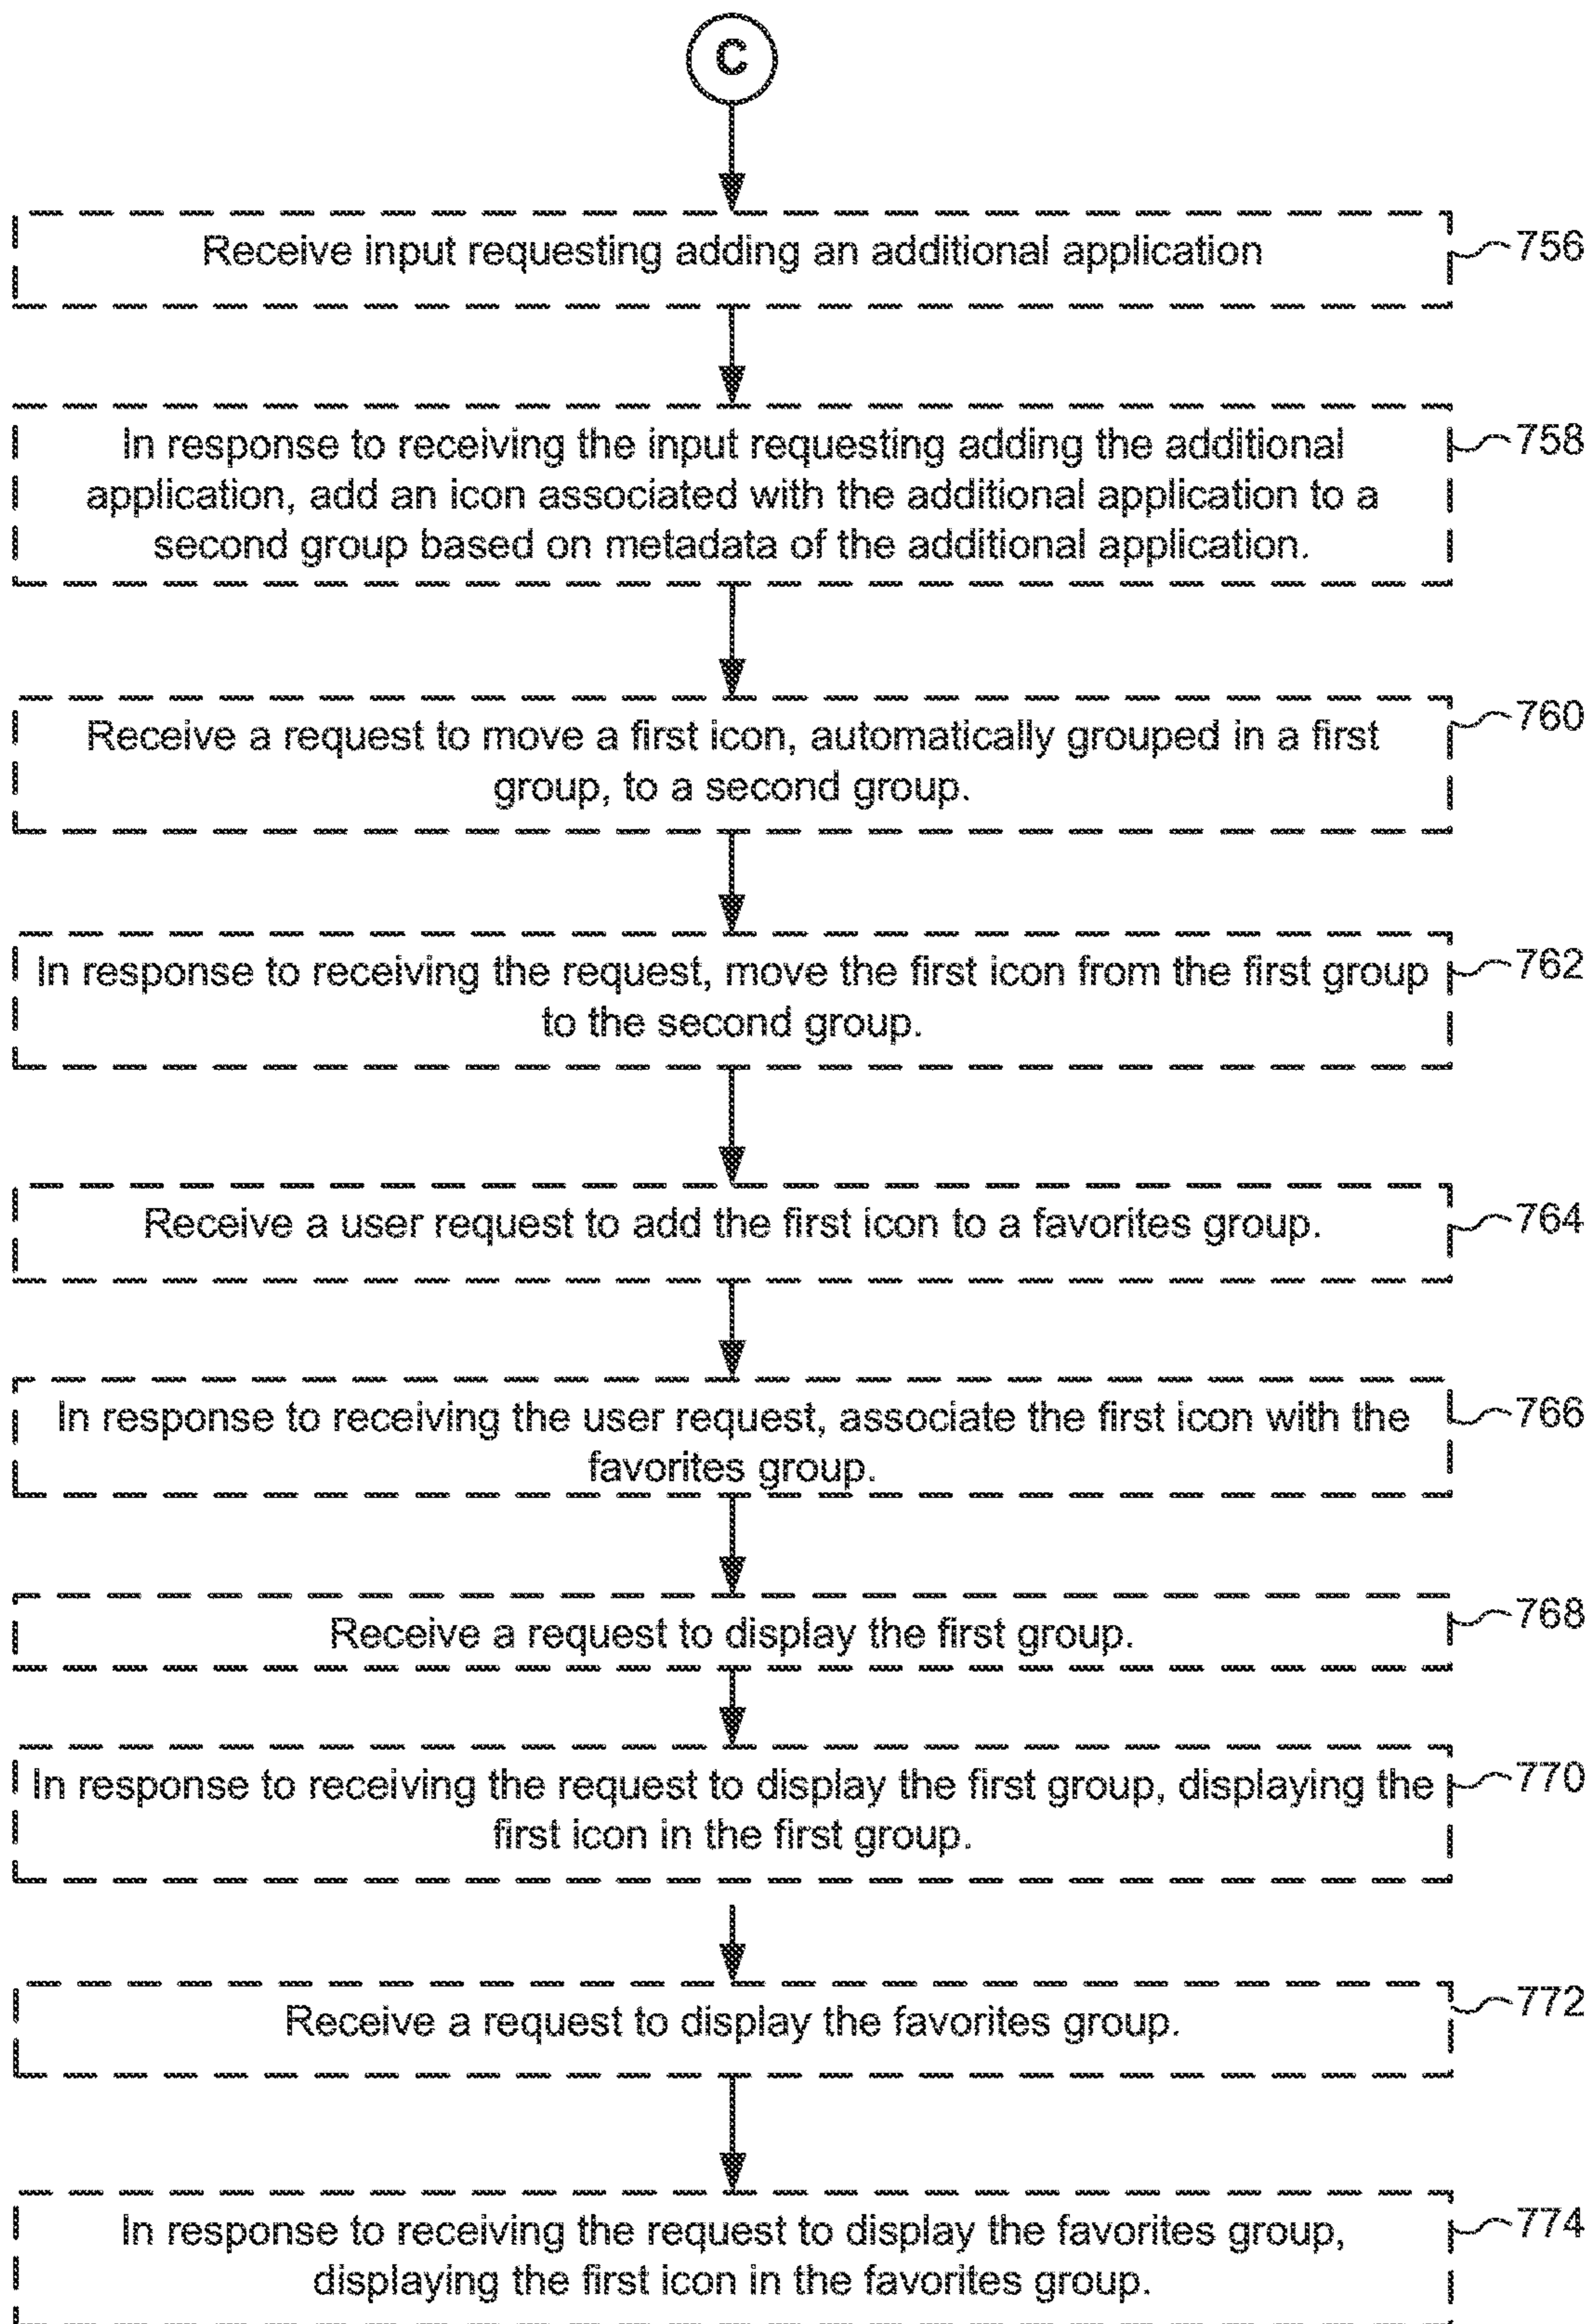 C
Receive input requesting adding an additional application
756
In response to receiving the input requesting adding the additional
application, add an icon associated with the additional application to a
second group based on metadata of the additional application.
758
Receive a request to move a first icon, automatically grouped in a first
group, to a second group.
760
In response to receiving the request, move the first icon from the first group
to the second group.
762
Receive a user request to add the first icon to a favorites group.
764
In response to receiving the user request, associate the first icon with the
favorites group.
766
Receive a request to display the first group.
768
In response to receiving the request to display the first group, displaying the
first icon in the first group.
770
Receive a request to display the favorites group.
772
In response to receiving the request to display the favorites group,
displaying the first icon in the favorites group.
774